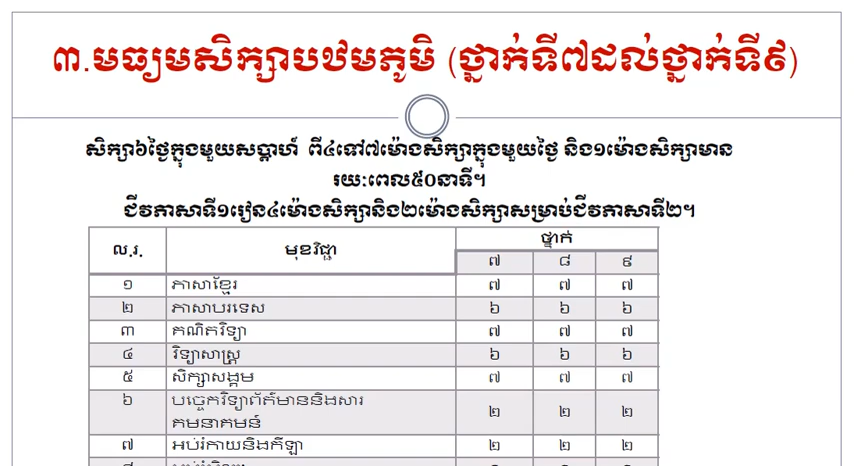 ៣.មធ្យមសិក្សាបឋមភូមិ (ថ្នាក់ទី៧ដល់ថ្នាក់ទី៩)
សិក្សា៦ថ្ងៃក្នុងមួយសប្តាហ៍ ពី៤ទៅ៧ម៉ោងសិក្សាក្នុងមួយថ្ងៃ និង១ម៉ោងសិក្សាមាន
រយៈពេល៥០នាទី។
ជីវភាសាទី១រៀន៤ម៉ោងសិក្សានិង២ម៉ោងសិក្សាសម្រាប់ជីវភាសាទី២។
ល.រ. មុខវិជ្ជា ថ្នាក់
៧ ៨ ៩
១ ភាសាខ្មែរ ៧ ៧ ៧
២ ភាសាបរទេស ៦ ៦ ៦
៣ គណិតវិទ្យា ៧ ៧ ៧
៤ វិទ្យាសាស្ត្រ ៦ ៦ ៦
៥ សិក្សាសង្គម ៧ ៧ ៧
៦ បច្ចេកវិទ្យាព័ត៌មាននិងសារ
គមនាគមន៍ ២ ២ ២
៧ អប់រំកាយនិងកីឡា ២ ២ ២